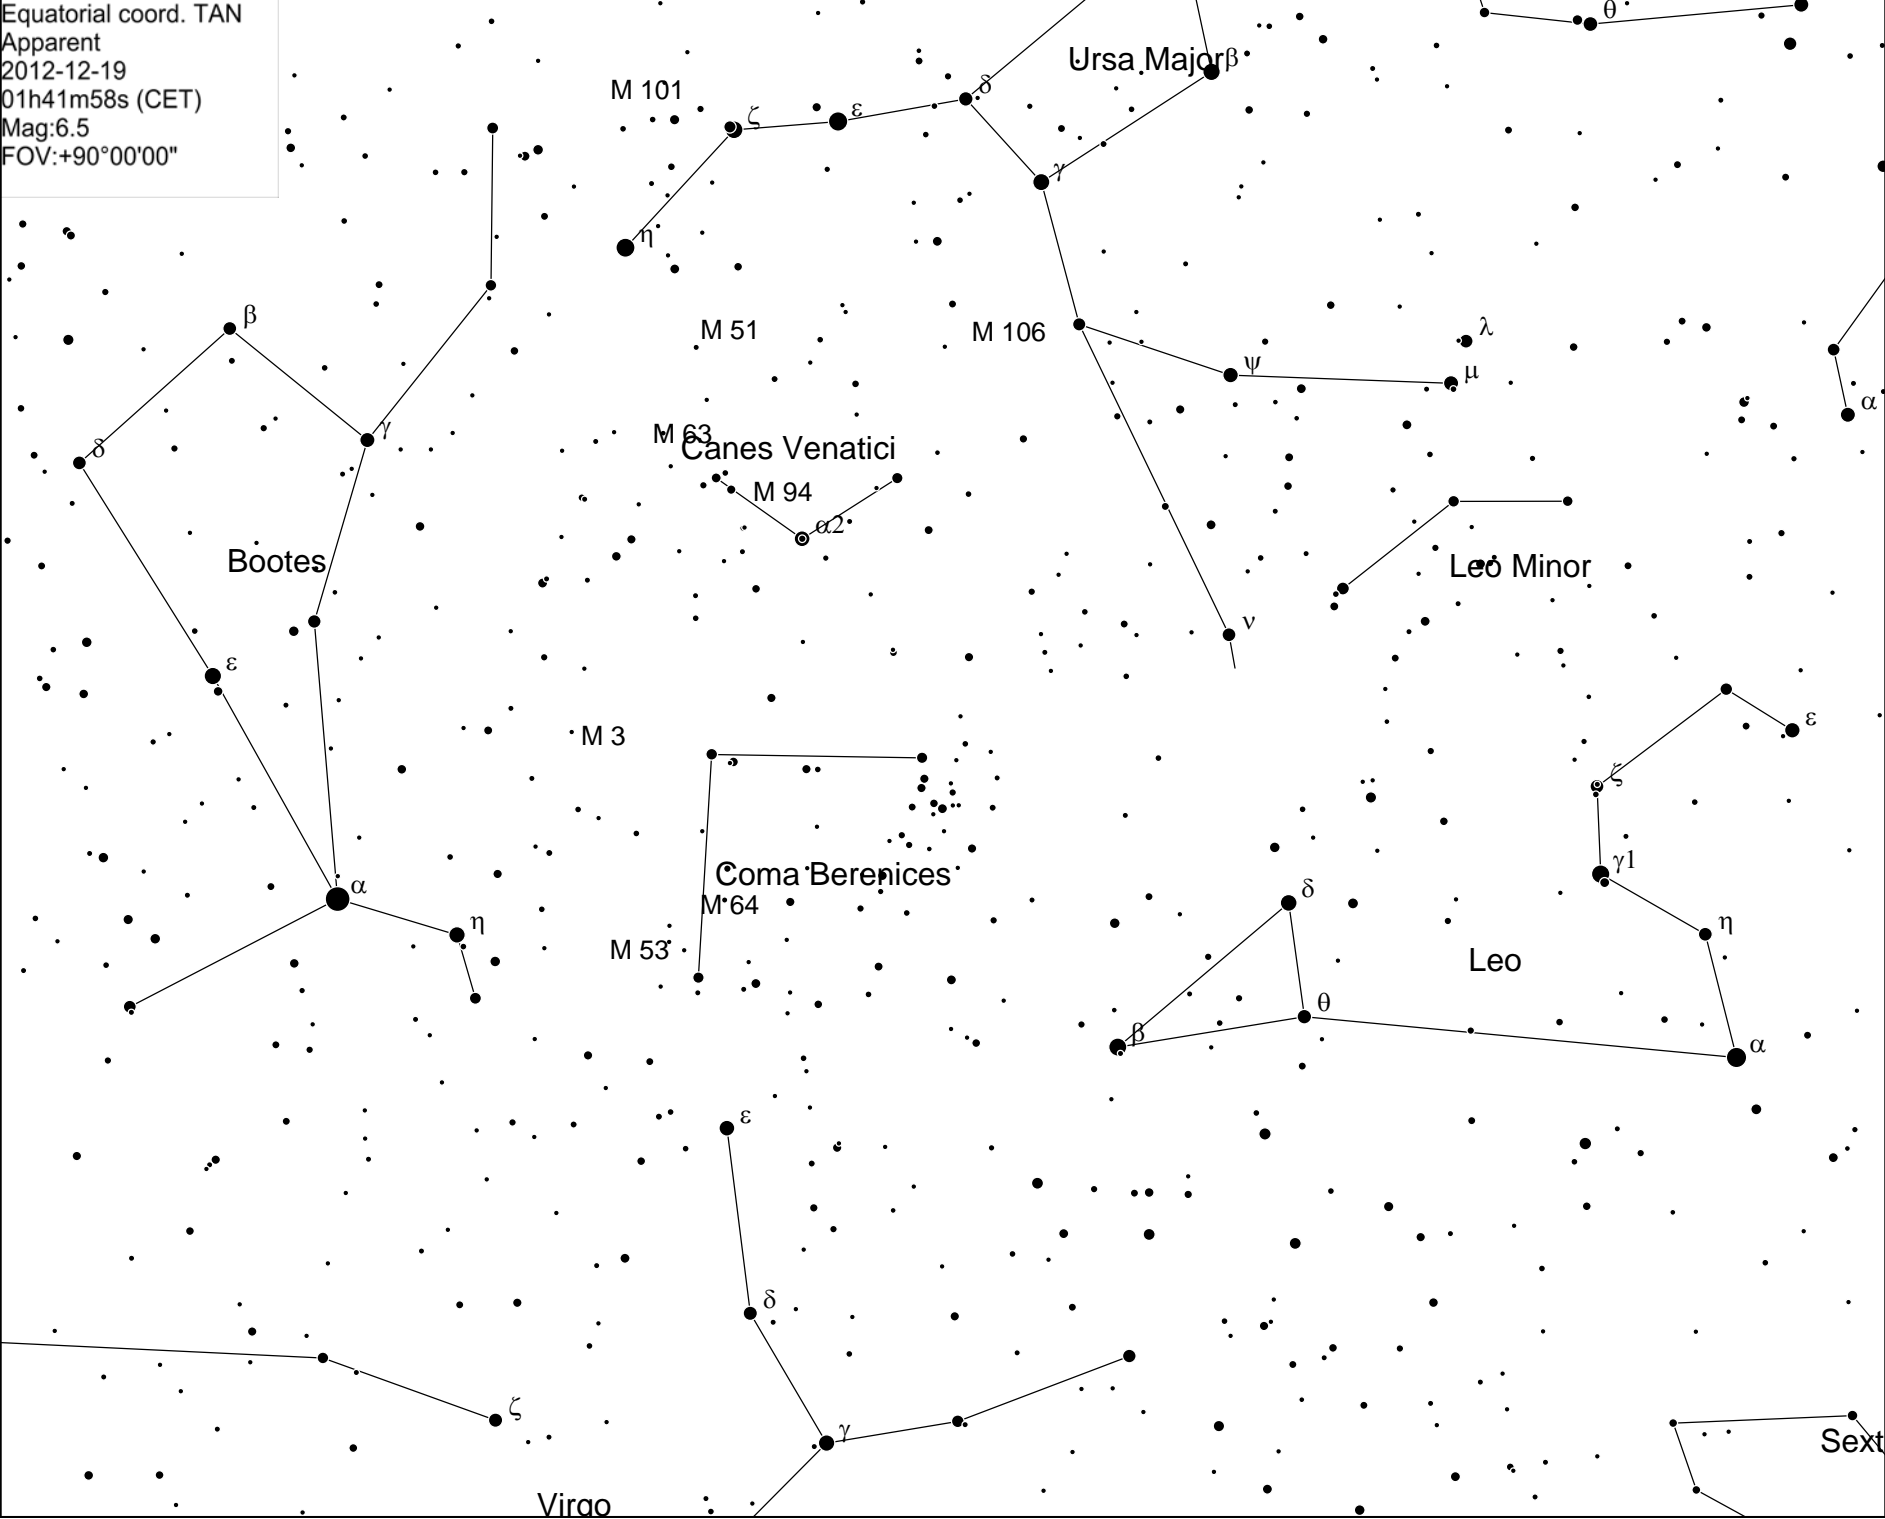 Equatorial coord. TAN
Apparent
2012-12-19
01h41m58s (CET)
Mag:6.5
FOV:+90°00'00"
θ
Ursa Major β
δ
M 101
ζ
ε
γ
η
β
M 51
M 106
λ
ψ
μ
α
γ
δ
M 63
Canes Venatici
M 94
α2
Bootes
Leo Minor
ν
ε
M 3
ε
ζ
γ1
Coma Berenices
α
δ
M 64
η
η
M 53
Leo
θ
β
α
ε
δ
ζ
γ
Sext
Virgo